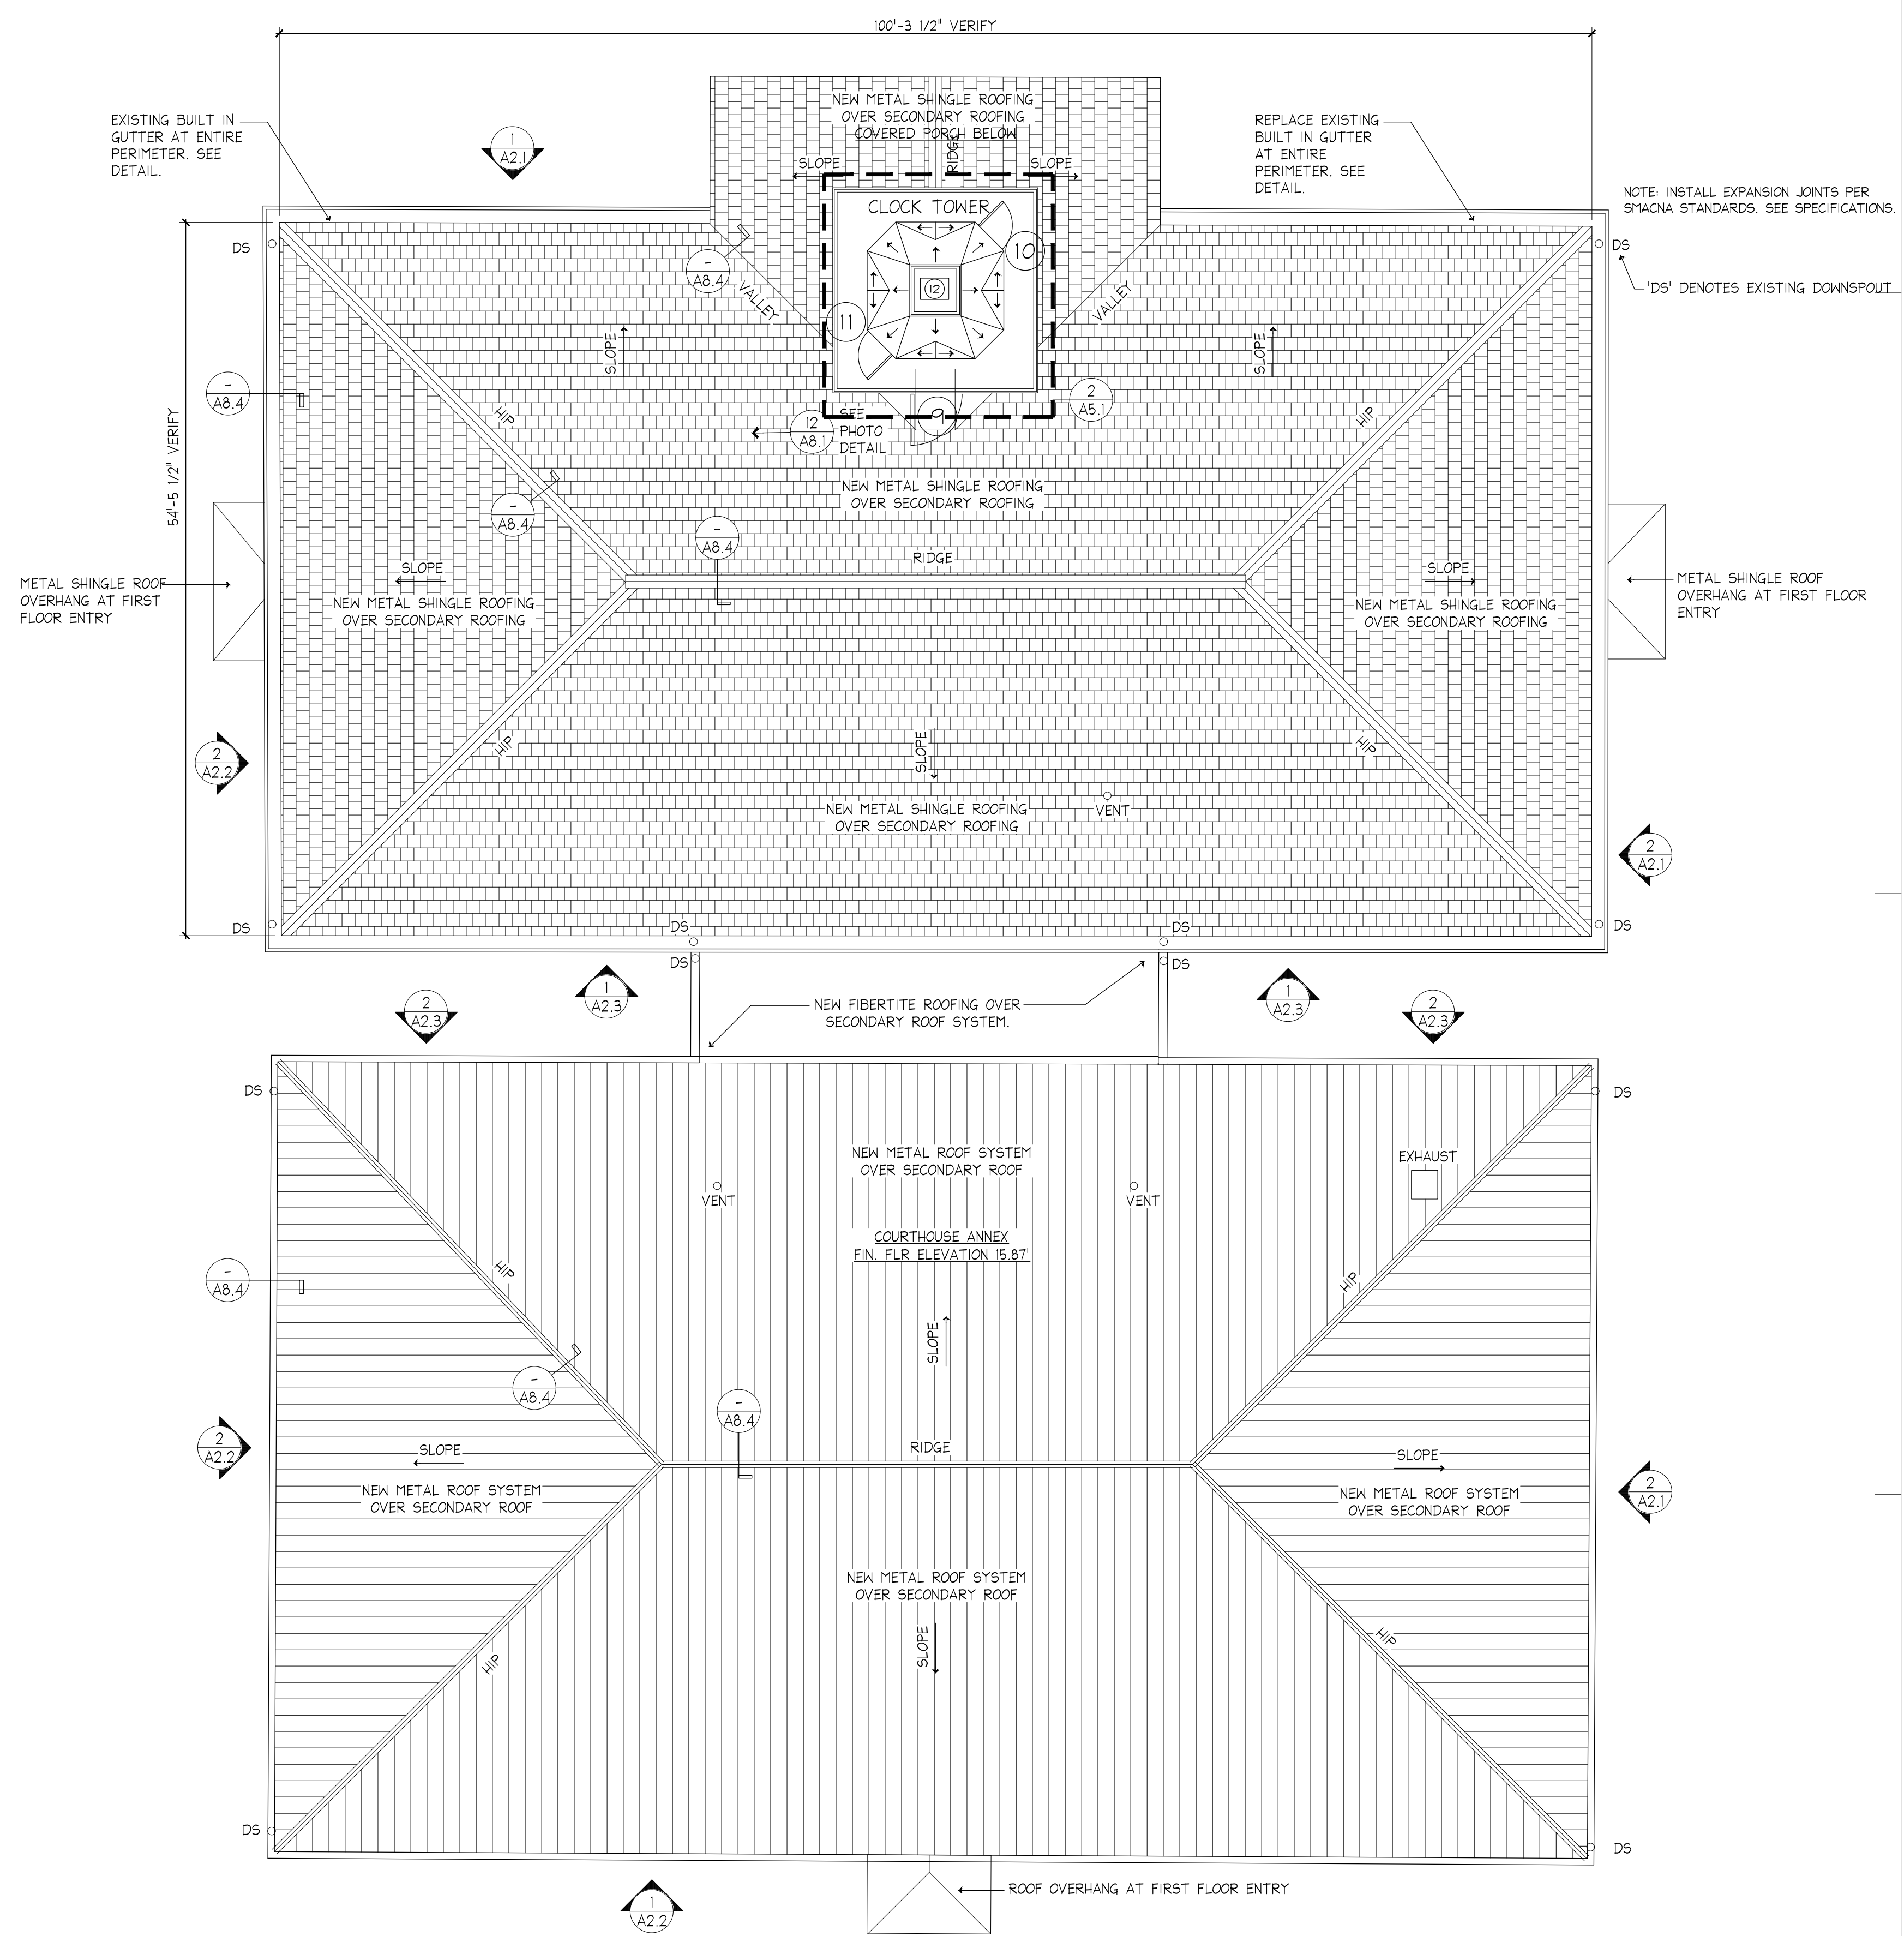 100'-3 1/2" VERIFY
NEW METAL SHINGLE ROOFING
OVER SECONDARY ROOFING
COVERED PORCH BELOW
RIDGE
SLOPE
SLOPE
EXISTING BUILT IN
GUTTER AT ENTIRE
PERIMETER. SEE
DETAIL.
1
A2.1
REPLACE EXISTING
BUILT IN GUTTER
AT ENTIRE
PERIMETER. SEE
DETAIL.
NOTE: INSTALL EXPANSION JOINTS PER
SMACNA STANDARDS. SEE SPECIFICATIONS.
CLOCK TOWER
DS
DS
'DS' DENOTES EXISTING DOWNSPOUT
-
A8.4
VALLEY
VALLEY
10
12
11
9
SLOPE
SLOPE
-
A8.4
HIP
HIP
2
A5.1
12
A8.1
SEE
PHOTO
DETAIL
54'-5 1/2" VERIFY
-
A8.4
-
A8.4
NEW METAL SHINGLE ROOFING
OVER SECONDARY ROOFING
RIDGE
SLOPE
SLOPE
METAL SHINGLE ROOF
OVERHANG AT FIRST
FLOOR ENTRY
NEW METAL SHINGLE ROOFING
OVER SECONDARY ROOFING
NEW METAL SHINGLE ROOFING
OVER SECONDARY ROOFING
METAL SHINGLE ROOF
OVERHANG AT FIRST FLOOR
ENTRY
HIP
HIP
SLOPE
2
A2.2
NEW METAL SHINGLE ROOFING
OVER SECONDARY ROOFING
VENT
2
A2.1
DS
DS
DS
DS
DS
DS
1
A2.3
2
A2.3
NEW FIBERTITE ROOFING OVER
SECONDARY ROOF SYSTEM.
1
A2.3
2
A2.3
DS
DS
NEW METAL ROOF SYSTEM
OVER SECONDARY ROOF
EXHAUST
VENT
VENT
COURTHOUSE ANNEX
FIN. FLR ELEVATION 15.87'
-
A8.4
HIP
HIP
SLOPE
-
A8.4
-
A8.4
2
A2.2
SLOPE
RIDGE
SLOPE
NEW METAL ROOF SYSTEM
OVER SECONDARY ROOF
NEW METAL ROOF SYSTEM
OVER SECONDARY ROOF
2
A2.1
NEW METAL ROOF SYSTEM
OVER SECONDARY ROOF
SLOPE
HIP
HIP
DS
DS
1
A2.2
ROOF OVERHANG AT FIRST FLOOR ENTRY